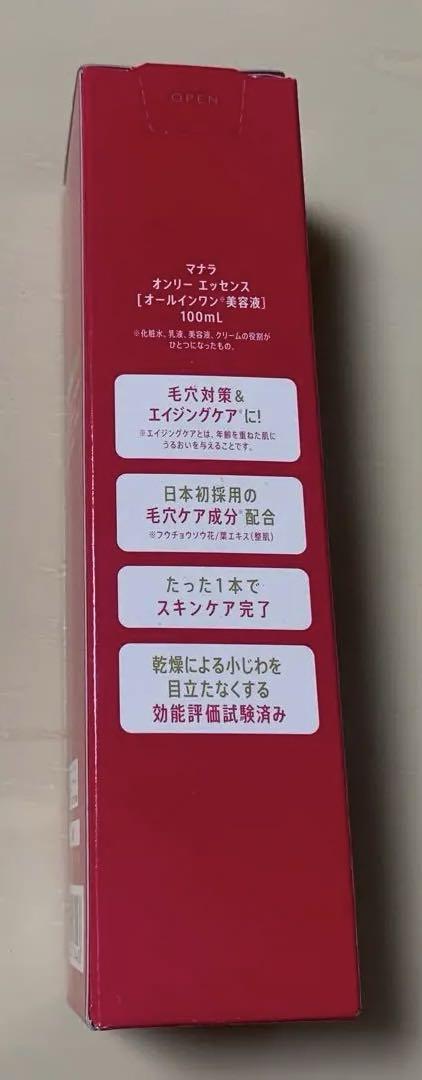 OPEN
マナラ
オンリー エッセンス
[オールインワン※美容液]
100mL
※化粧水、乳液、美容液、クリームの役割が
ひとつになったもの。
毛穴対策&
エイジングケア※に!
※エイジングケアとは、年齢を重ねた肌に
うるおいを与えることです。
日本初採用の
毛穴ケア成分※配合
※フウチョウソウ花/葉エキス(整肌)
たった1本で
スキンケア完了
乾燥による小じわを
目立たなくする
効能評価試験済み